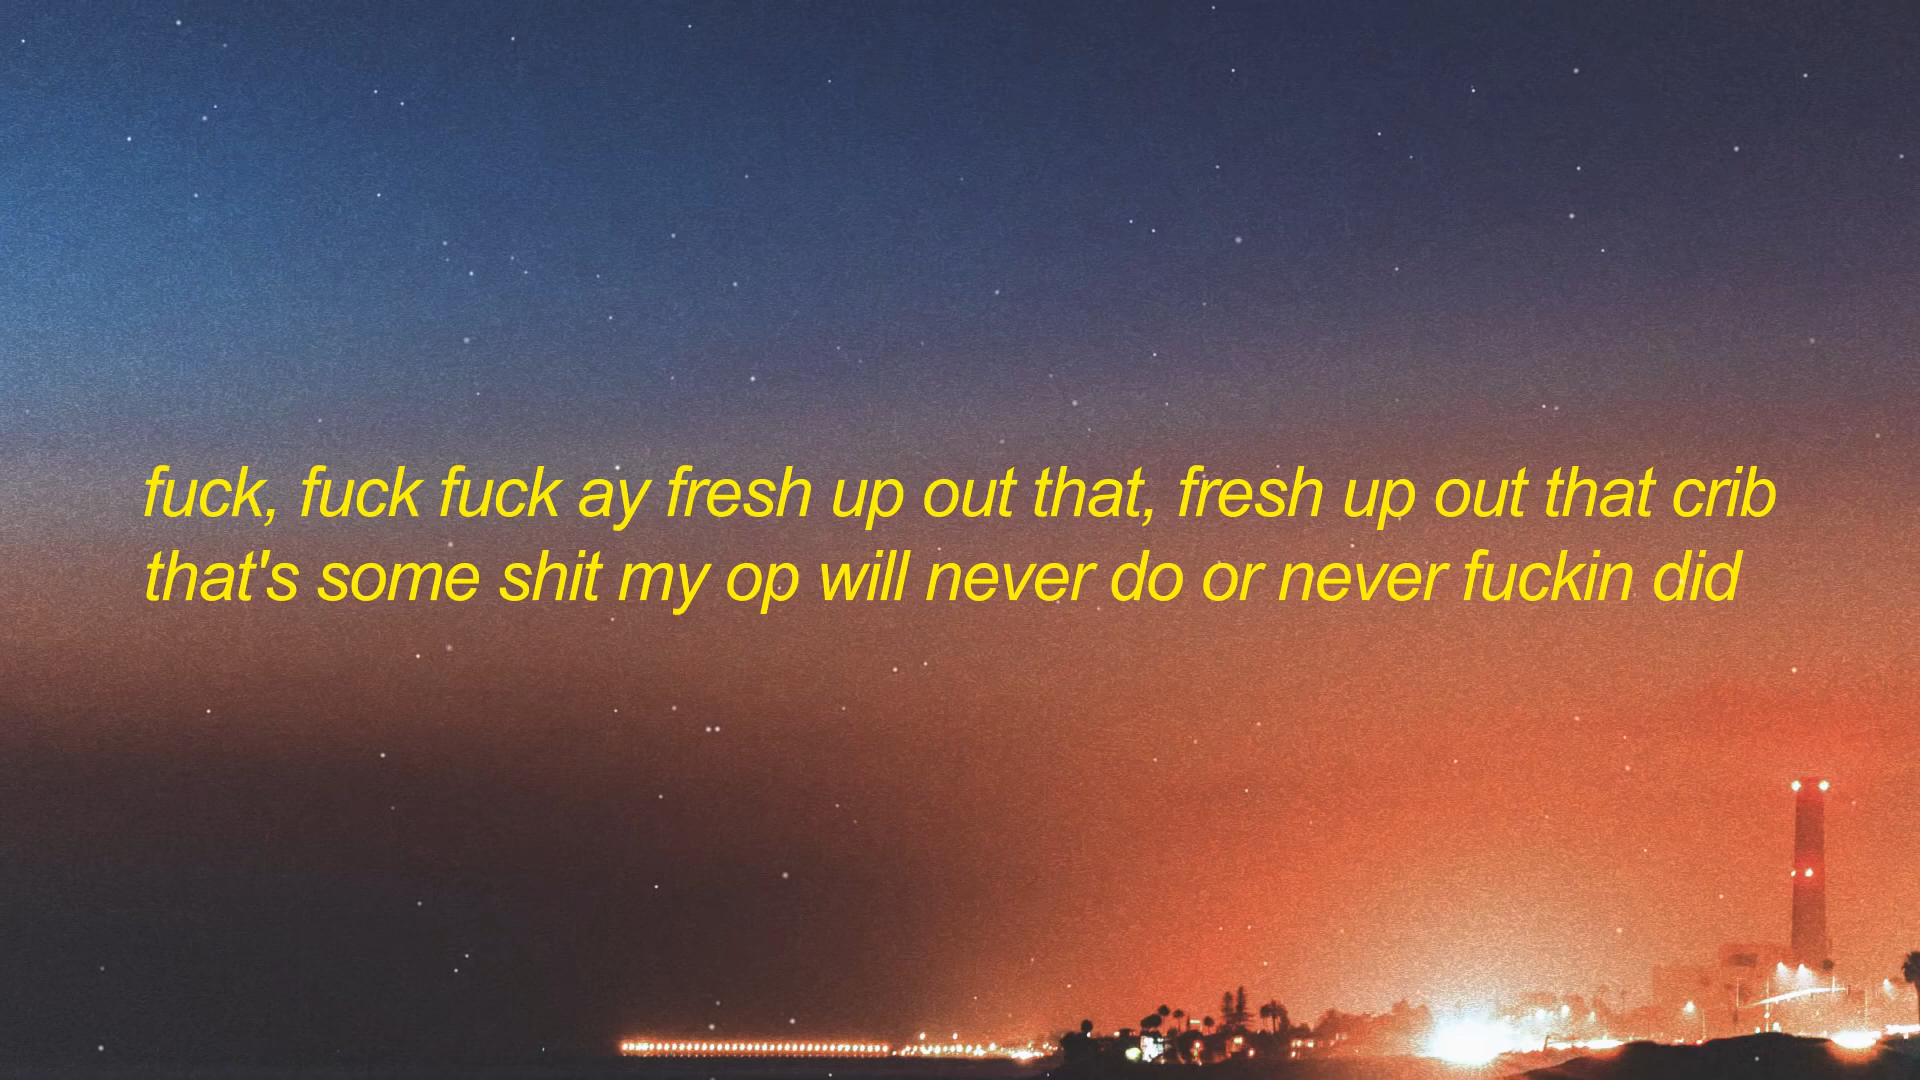 fuck, fuck fuck ay fresh up out that, fresh up out that crib
that's some shit my op will never do or never fuckin did